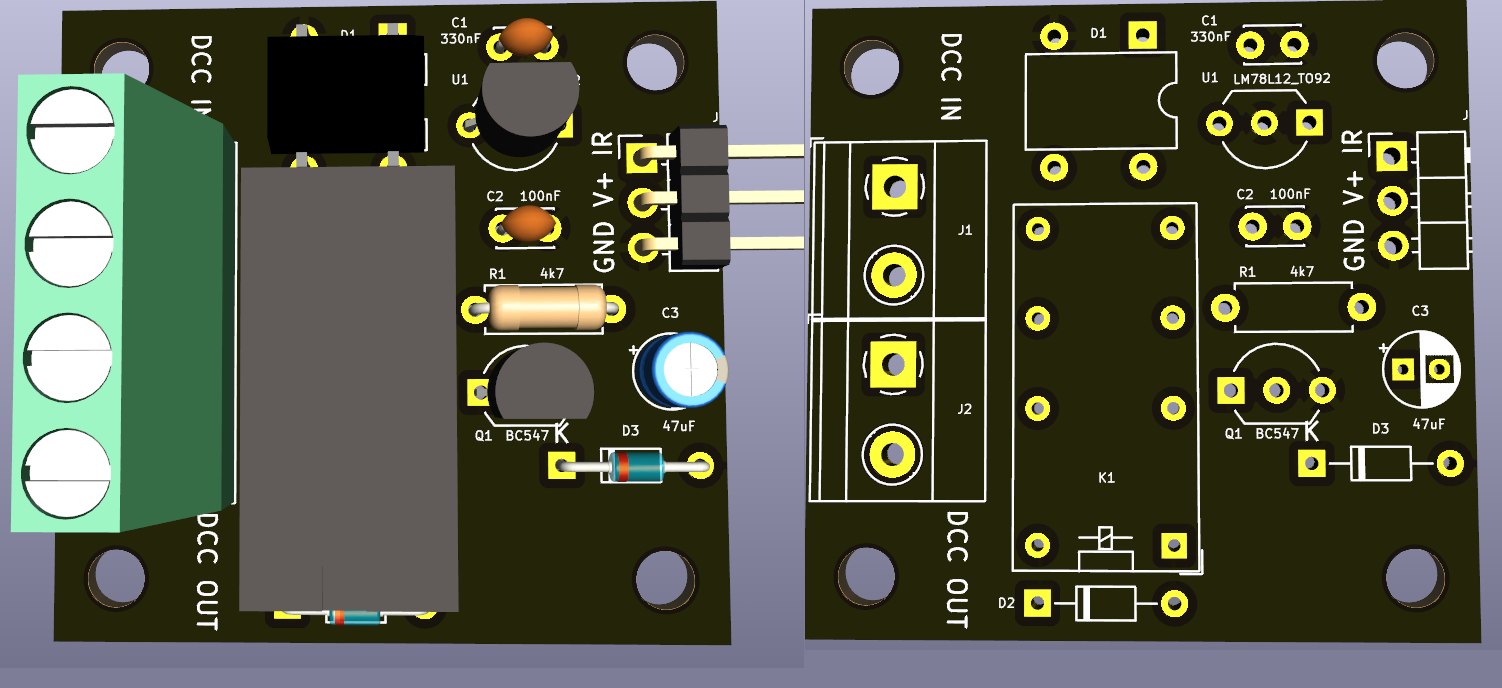 C1
330nF
D1
DCC IN
U1
2
J
IR
V+
GND
C2 100nF
R1 4k7
C3
+
47uF
Q1 BC547
K
D3
DCC OUT
C1
330nF
D1
DCC IN
U1 LM78L12_TO92
J
IR
V+
GND
C2 100nF
J1
R1 4k7
C3
+
J2
47uF
Q1 BC547
K
D3
K1
DCC OUT
D2